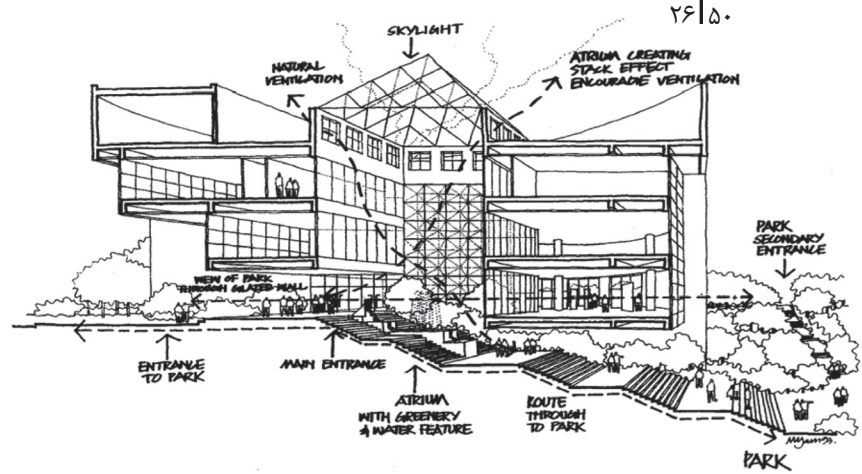 ۲۶|۵۰
SKYLIGHT
NATURAL
VENTILATION
ATRIUM CREATING
STACK EFFECT
ENCOURAGIE VENTILATION
PARK
SECONDARY
ENTRANCE
VIEW OF PARK
THROUGH GLAZED WALL
ENTRANCE
TO PARK
MAIN ENTRANCE
ATRIUM
WITH GREENERY
& WATER FEATURE
ROUTE
THROUGH
TO PARK
PARK